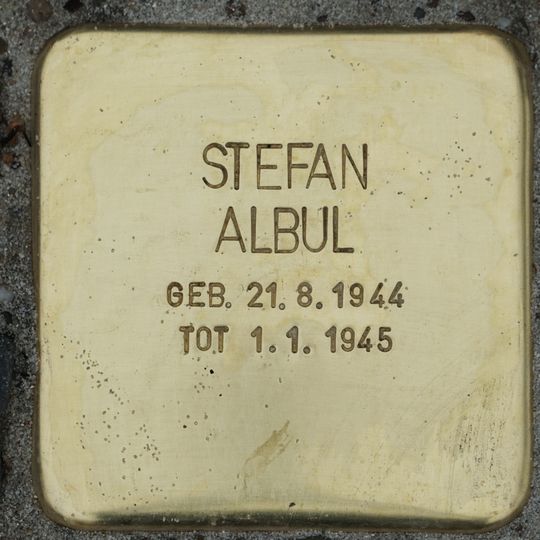 STEFAN
ALBUL
GEB. 21. 8. 1944
TOT 1. 1. 1945